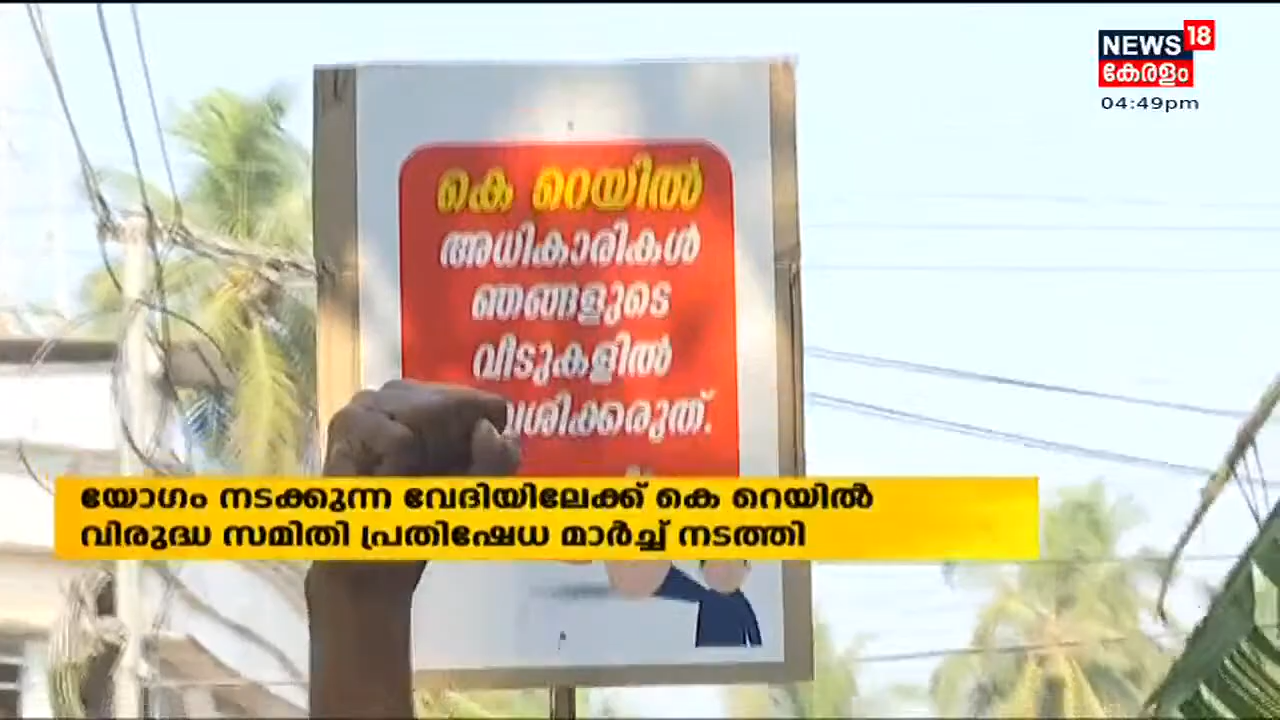 NEWS 18
കേരളം
04:49pm
കെ റെയിൽ
അധികാരികൾ
ഞങ്ങളുടെ
വീടുകളിൽ
യോഗം നടക്കുന്ന വേദിയിലേക്ക് കെ റെയിൽ
വിരുദ്ധ സമിതി പ്രതിഷേധ മാർച്ച് നടത്തി